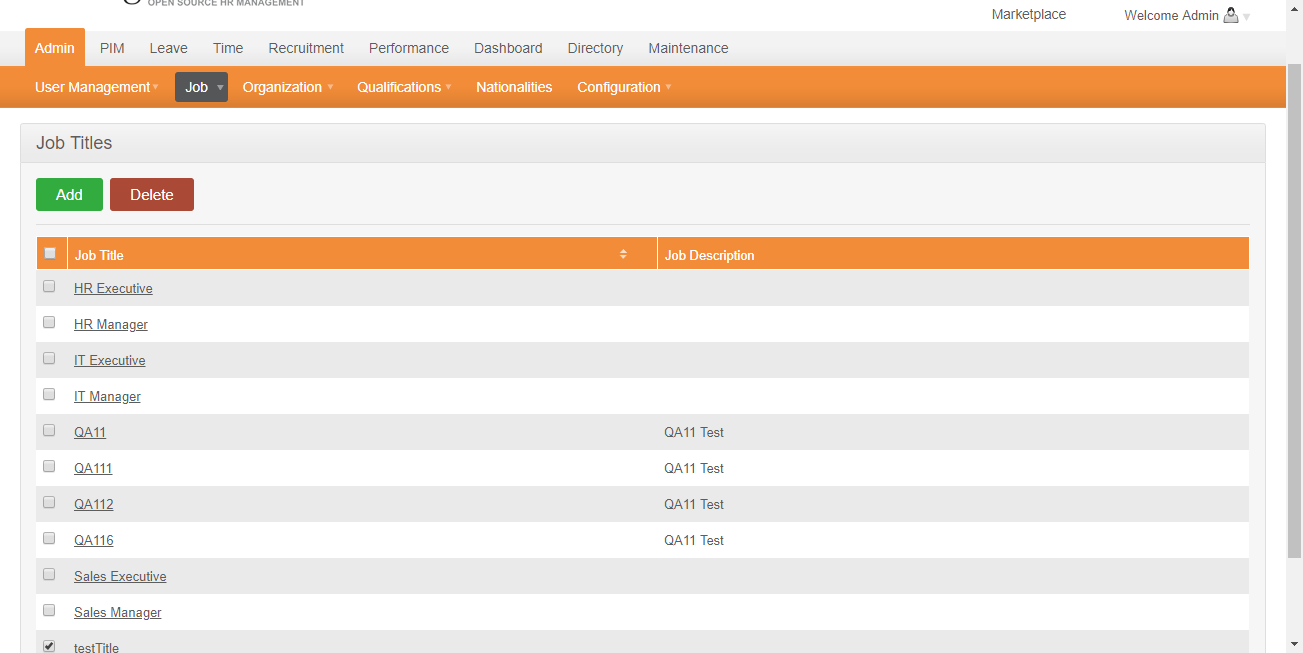 OPEN SOURCE HR MANAGEMENT
Marketplace Welcome Admin
Admin PIM Leave Time Recruitment Performance Dashboard Directory Maintenance
User Management Job Organization Qualifications Nationalities Configuration
Job Titles
Add Delete
Job Title Job Description
HR Executive
HR Manager
IT Executive
IT Manager
QA11 QA11 Test
QA111 QA11 Test
QA112 QA11 Test
QA116 QA11 Test
Sales Executive
Sales Manager
testTitle